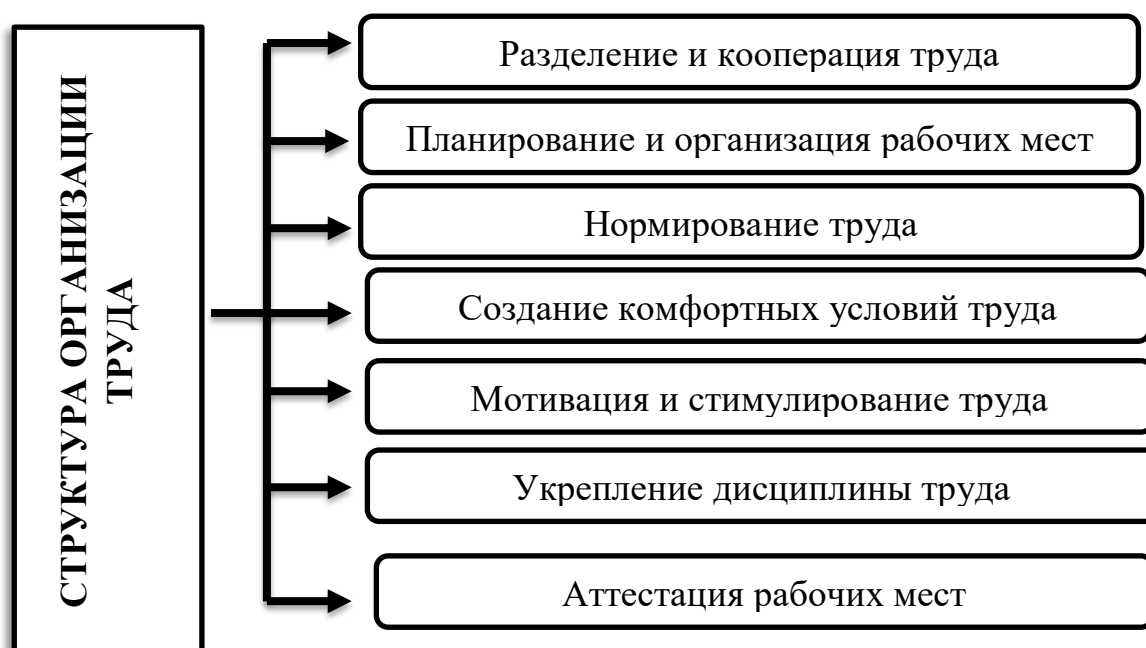 СТРУКТУРА ОРГАНИЗАЦИИ
ТРУДА
Разделение и кооперация труда
Планирование и организация рабочих мест
Нормирование труда
Создание комфортных условий труда
Мотивация и стимулирование труда
Укрепление дисциплины труда
Аттестация рабочих мест